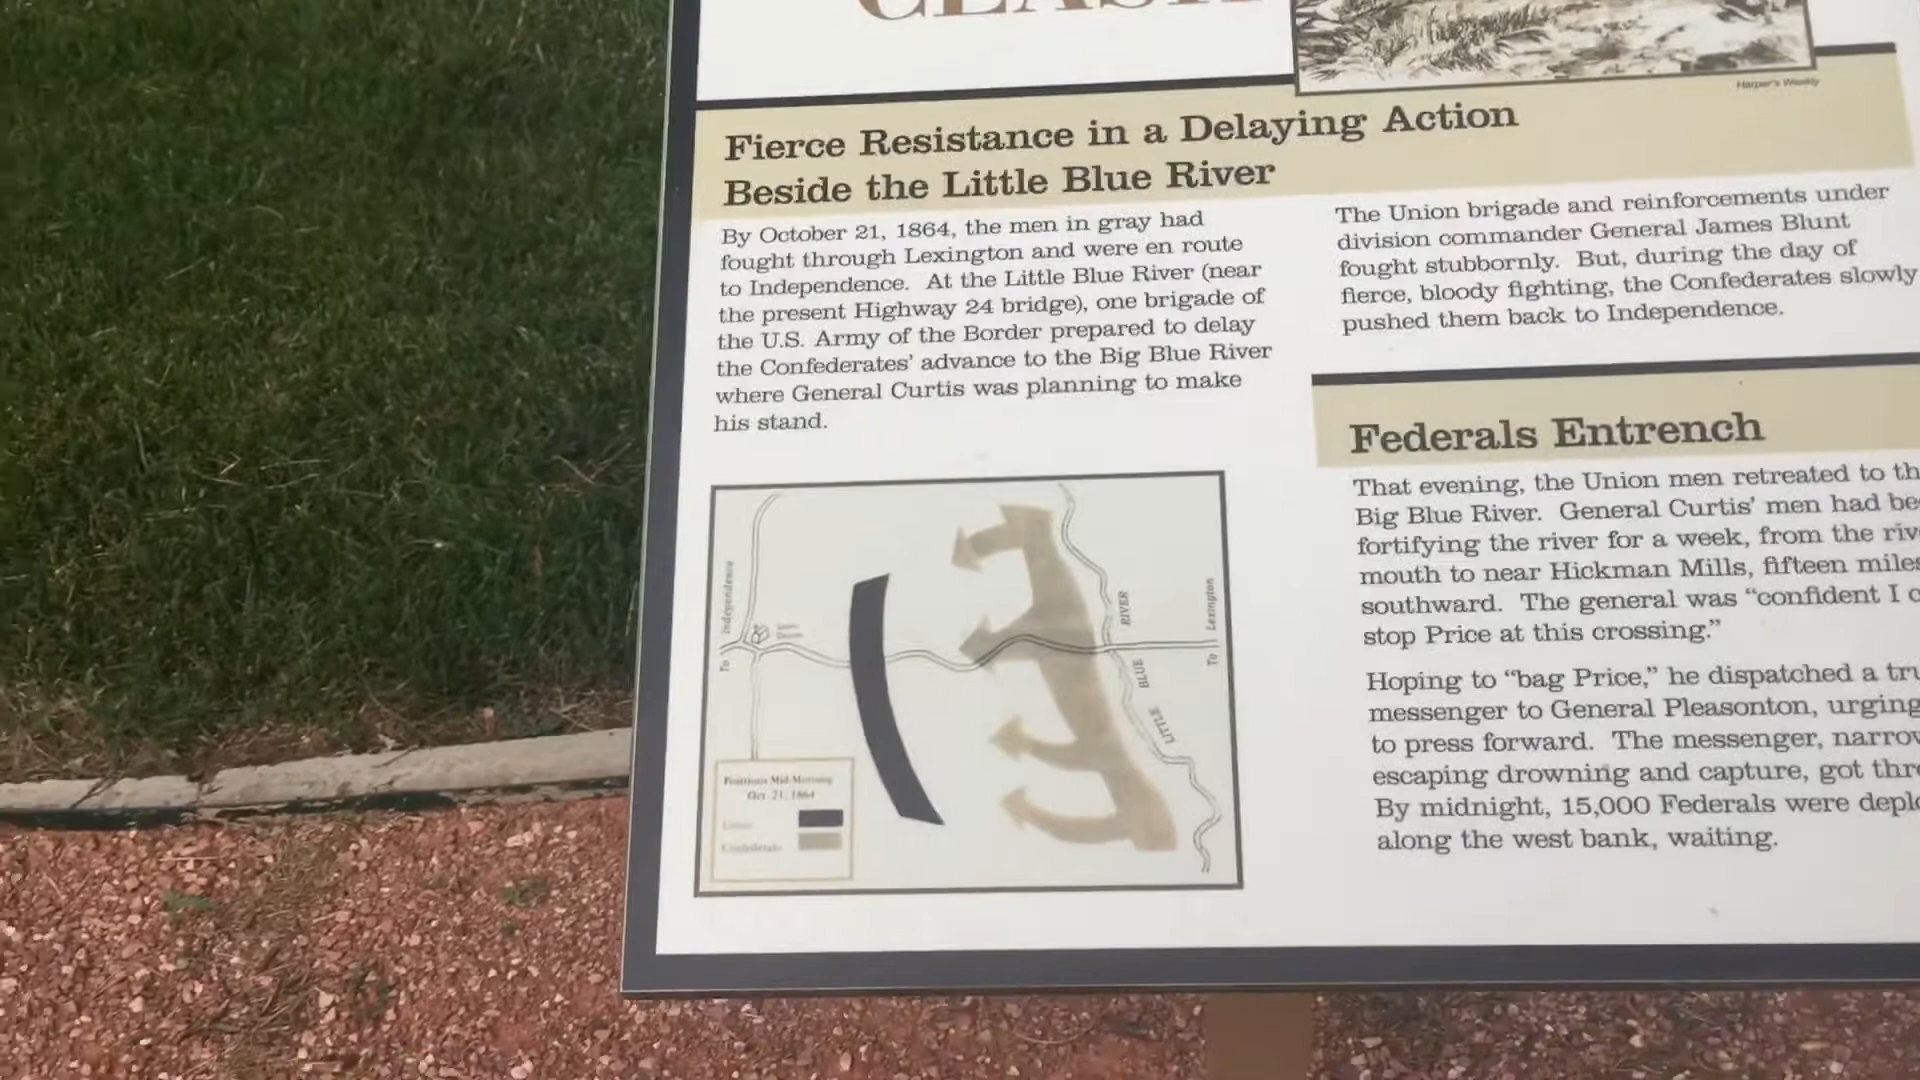 CLASH
Harper's Weekly
Fierce Resistance in a Delaying Action
Beside the Little Blue River
By October 21, 1864, the men in gray had
fought through Lexington and were en route
to Independence. At the Little Blue River (near
the present Highway 24 bridge), one brigade of
the U.S. Army of the Border prepared to delay
the Confederates' advance to the Big Blue River
where General Curtis was planning to make
his stand.
The Union brigade and reinforcements under
division commander General James Blunt
fought stubbornly. But, during the day of
fierce, bloody fighting, the Confederates slowly
pushed them back to Independence.
Federals Entrench
That evening, the Union men retreated to th
Big Blue River. General Curtis' men had be
fortifying the river for a week, from the riv
mouth to near Hickman Mills, fifteen miles
southward. The general was "confident I c
stop Price at this crossing."
Hoping to "bag Price," he dispatched a tru
messenger to General Pleasonton, urging
to press forward. The messenger, narrow
escaping drowning and capture, got thr
By midnight, 15,000 Federals were deplo
along the west bank, waiting.
To Independence
To Lexington
LITTLE BLUE RIVER
Positions Mid-Morning
Oct. 21, 1864
Union
Confederate